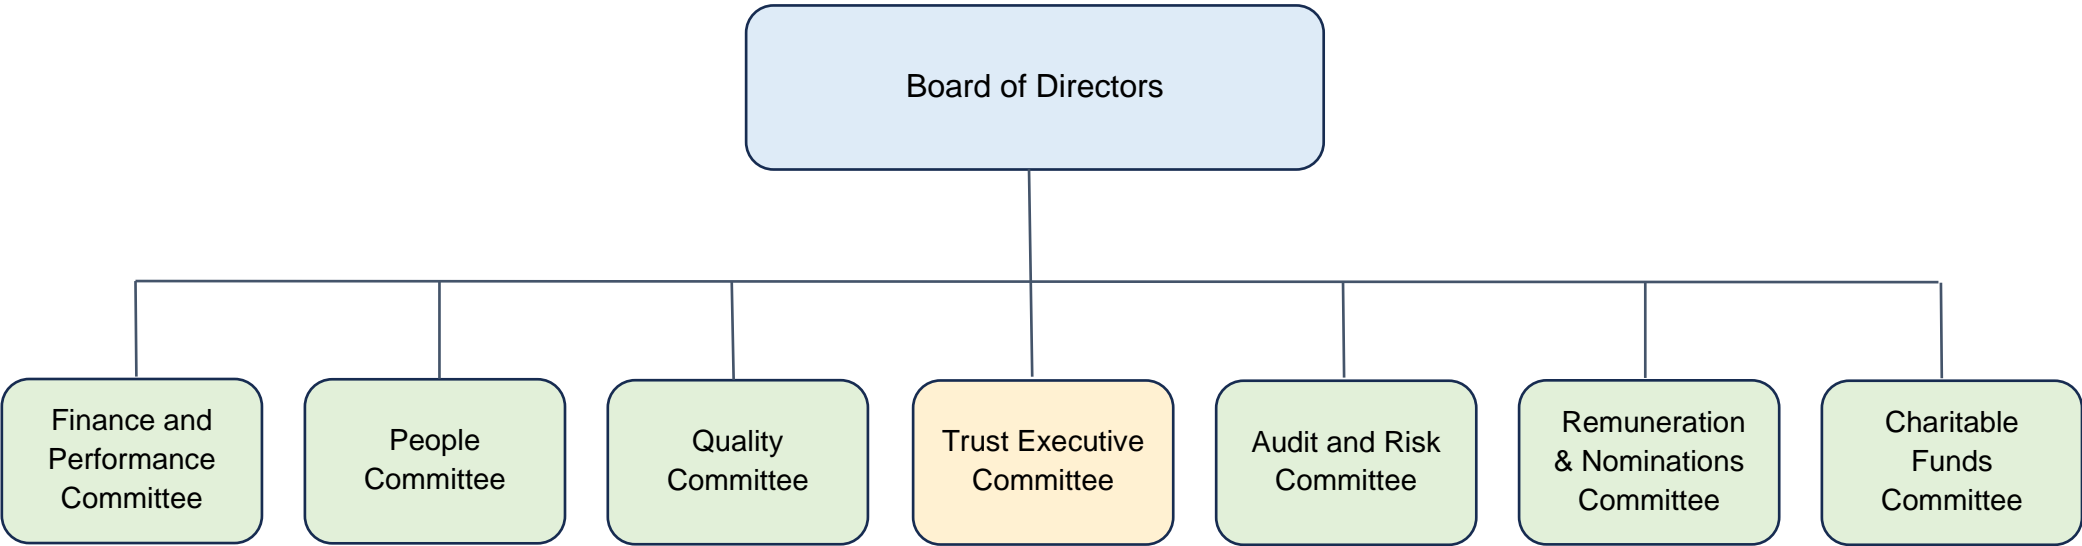 Board of Directors
Finance and
Performance
Committee
People
Committee
Quality
Committee
Trust Executive
Committee
Audit and Risk
Committee
Remuneration
& Nominations
Committee
Charitable
Funds
Committee